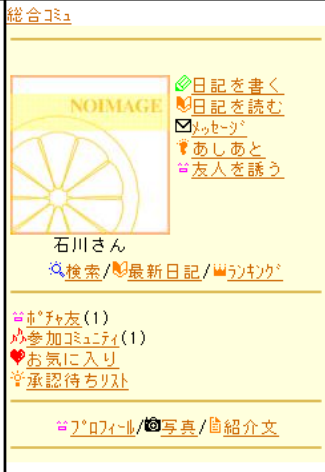 総合ｺﾐｭ
NOIMAGE
日記を書く
日記を読む
ﾒｯｾｰｼﾞ
あしあと
友人を誘う
石川さん
検索/最新日記/ﾗﾝｷﾝｸﾞ
ﾎﾟﾁｬ友(1)
参加ｺﾐｭﾆﾃｨ(1)
お気に入り
承認待ちﾘｽﾄ
ﾌﾟﾛﾌｨｰﾙ/写真/紹介文